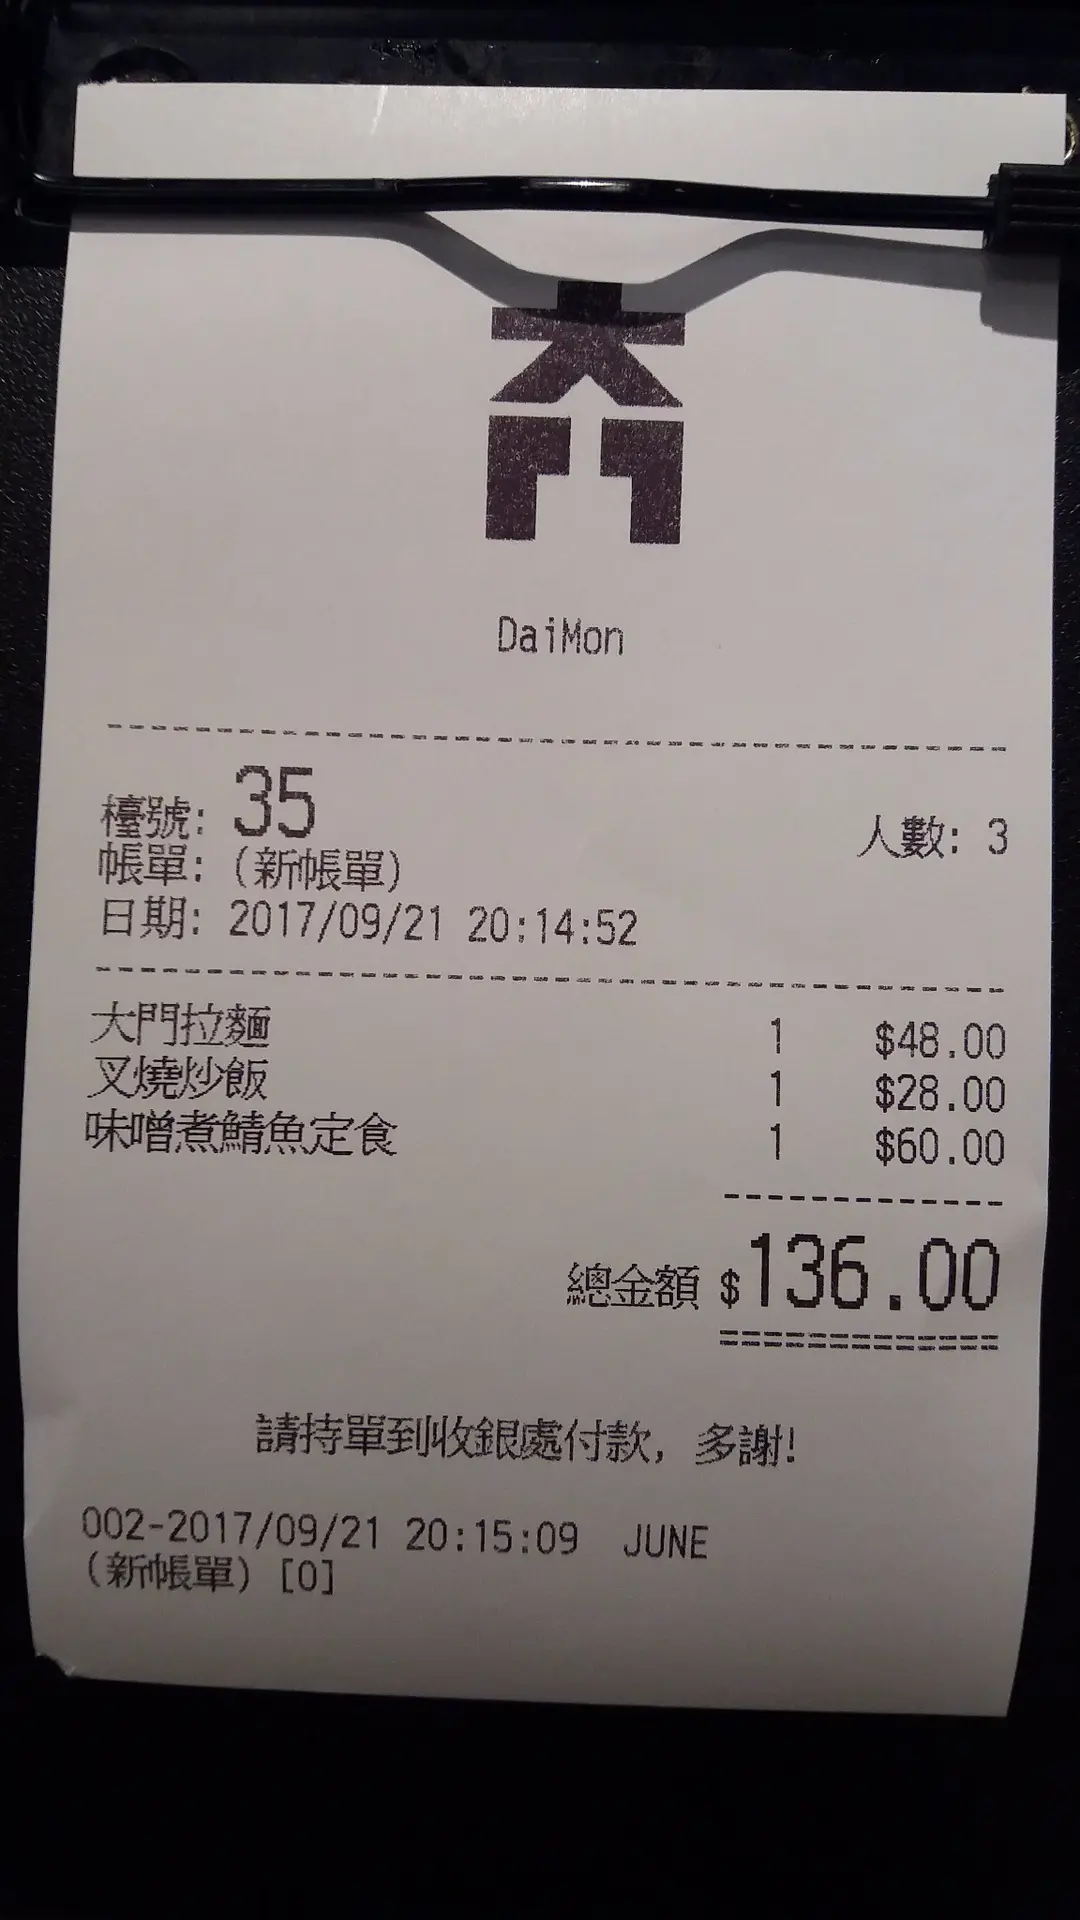 大門
DaiMon
檯號: 35
人數: 3
帳單: (新帳單)
日期: 2017/09/21 20:14:52
大門拉麵 1 $48.00
叉燒炒飯 1 $28.00
味噌煮鯖魚定食 1 $60.00
總金額 $136.00
請持單到收銀處付款, 多謝!
002-2017/09/21 20:15:09 JUNE
(新帳單) [0]